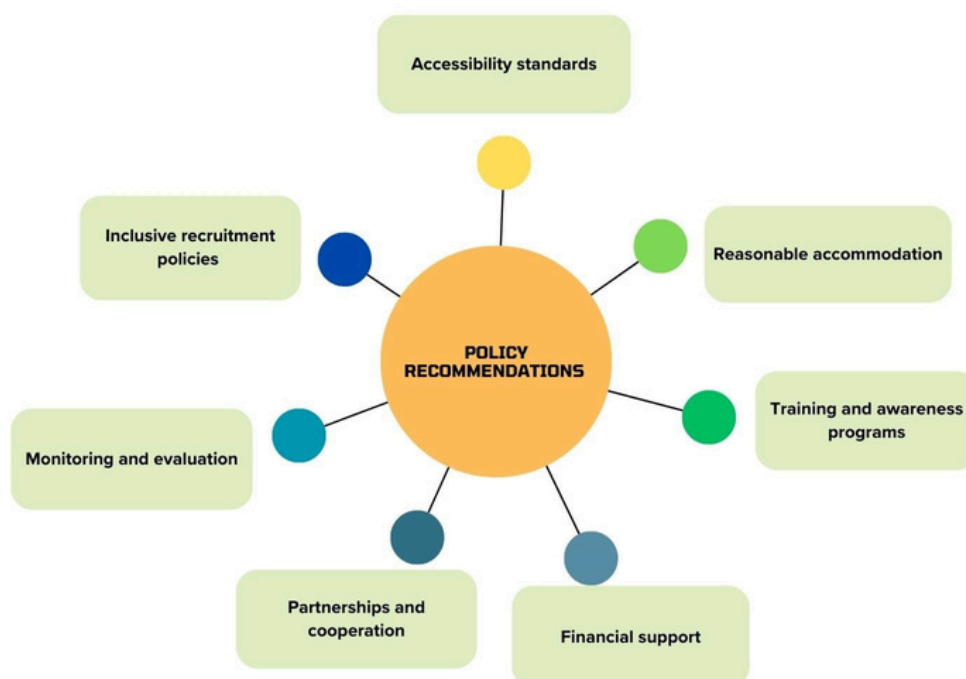 Accessibility standards
Inclusive recruitment
policies
Reasonable accommodation
POLICY
RECOMMENDATIONS
Training and awareness
programs
Monitoring and evaluation
Partnerships and
cooperation
Financial support